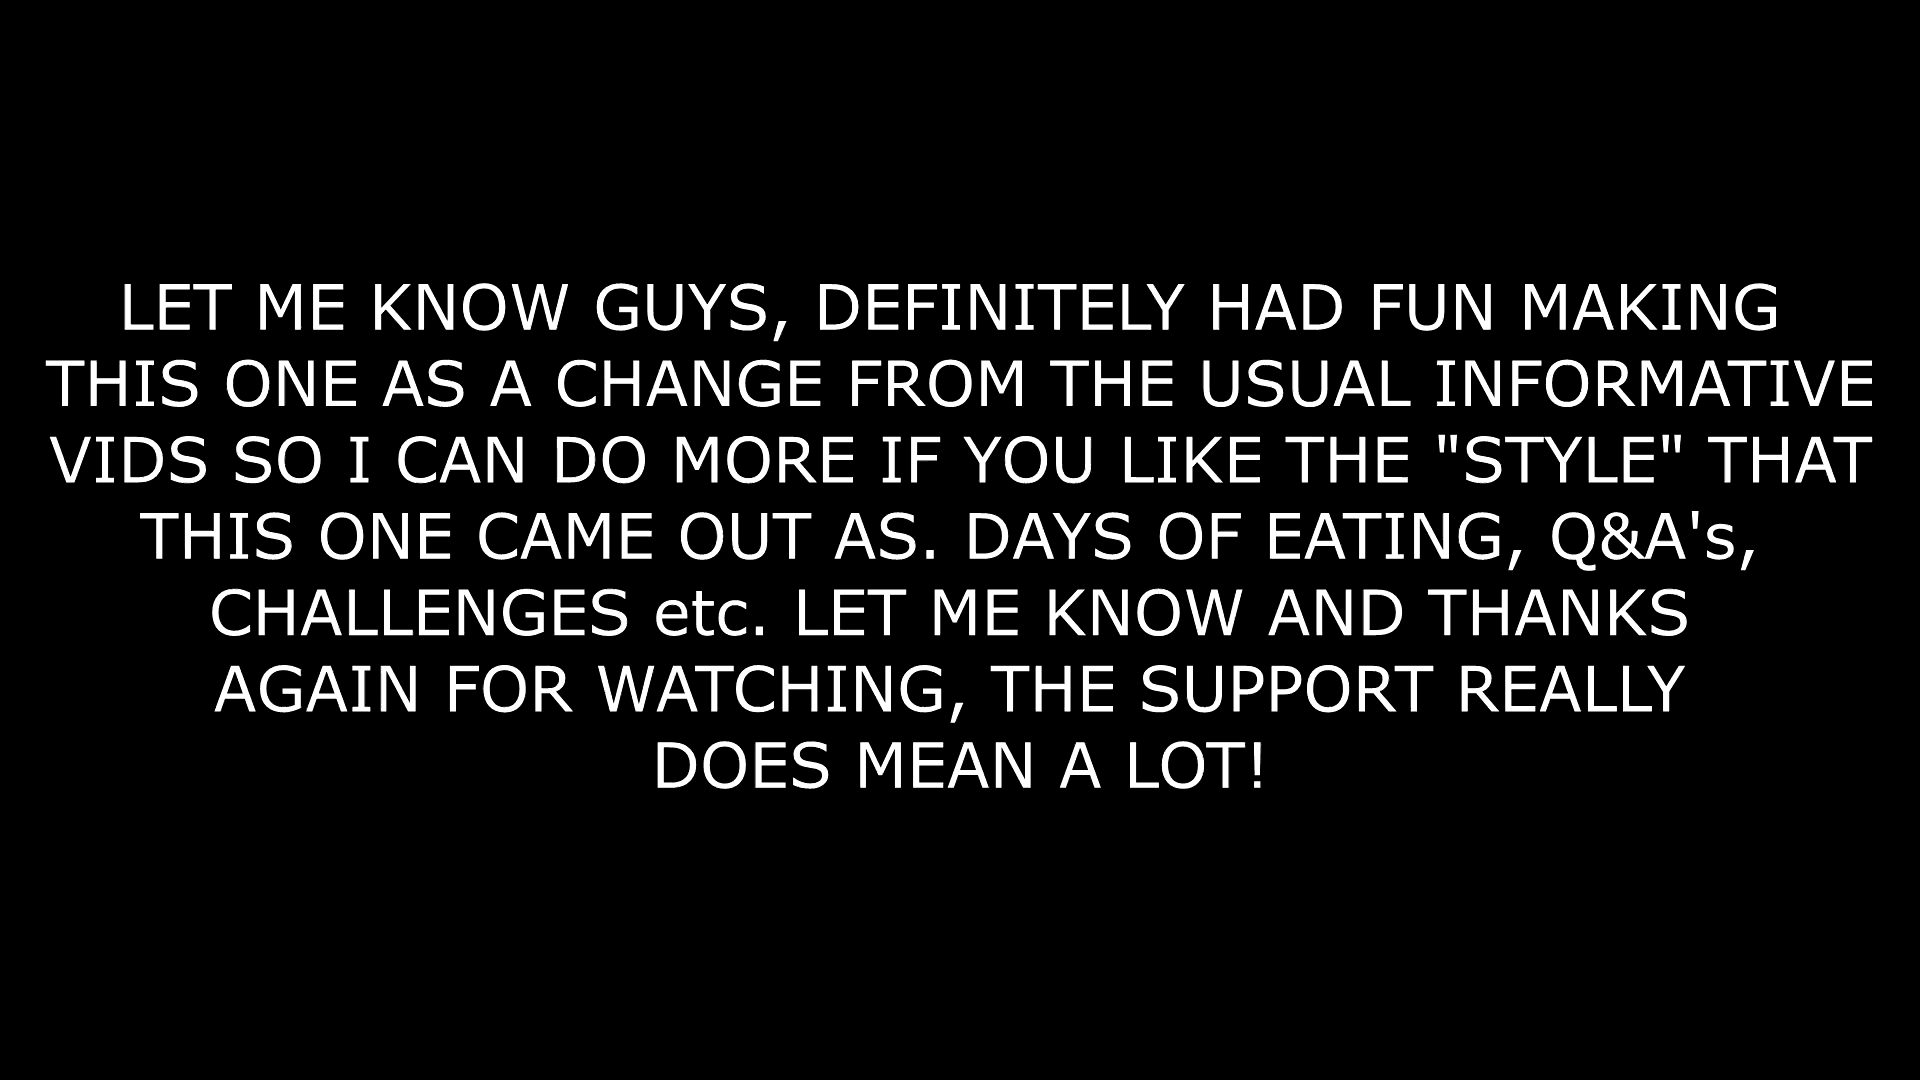 LET ME KNOW GUYS, DEFINITELY HAD FUN MAKING
THIS ONE AS A CHANGE FROM THE USUAL INFORMATIVE
VIDS SO I CAN DO MORE IF YOU LIKE THE "STYLE" THAT
THIS ONE CAME OUT AS. DAYS OF EATING, Q&A's,
CHALLENGES etc. LET ME KNOW AND THANKS
AGAIN FOR WATCHING, THE SUPPORT REALLY
DOES MEAN A LOT!